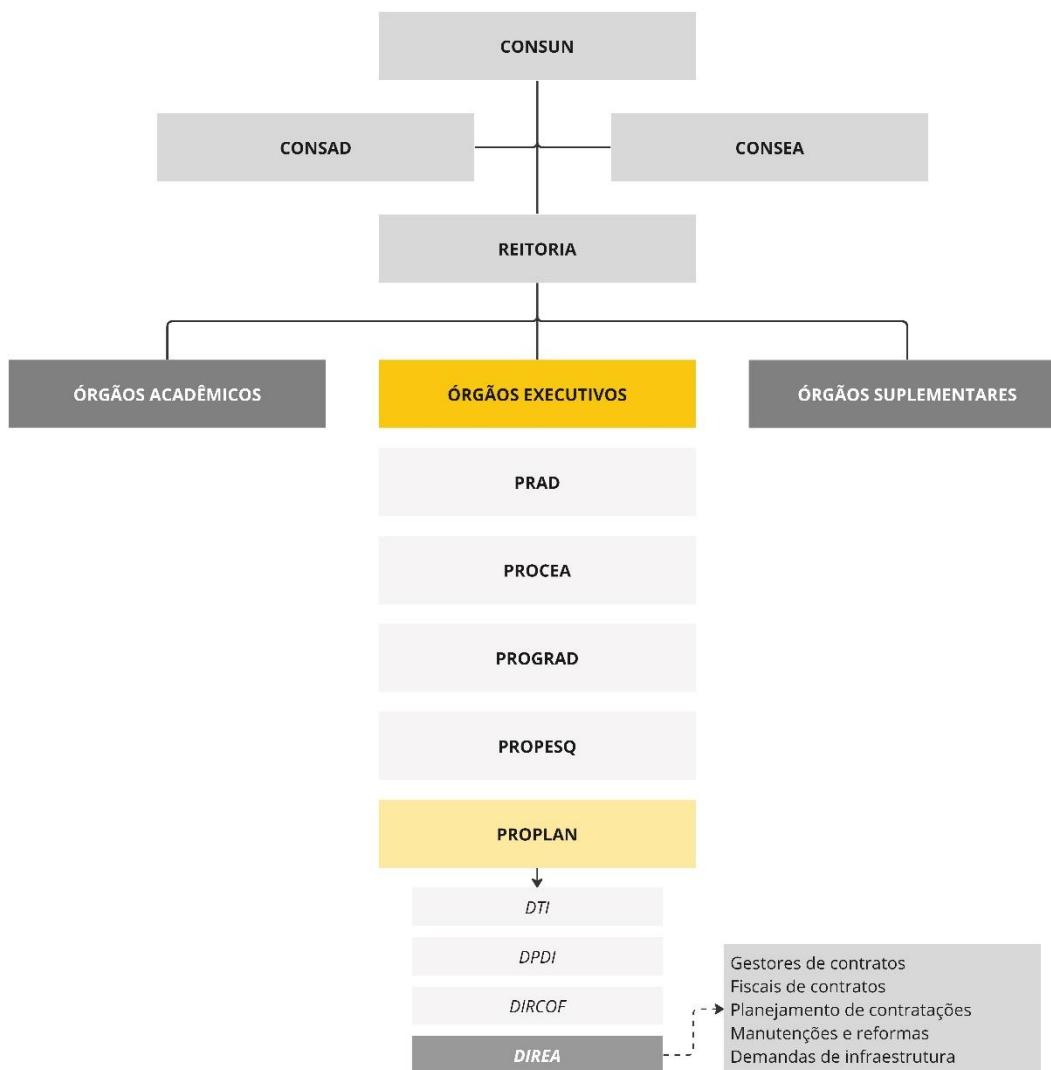 CONSUN
CONSAD
CONSEA
REITORIA
ÓRGÃOS ACADÊMICOS
ÓRGÃOS EXECUTIVOS
ÓRGÃOS SUPLEMENTARES
PRAD
PROCEA
PROGRAD
PROPESQ
PROPLAN
DTI
DPDI
DIRCOF
DIREA
Gestores de contratos
Fiscais de contratos
Planejamento de contratações
Manutenções e reformas
Demandas de infraestrutura